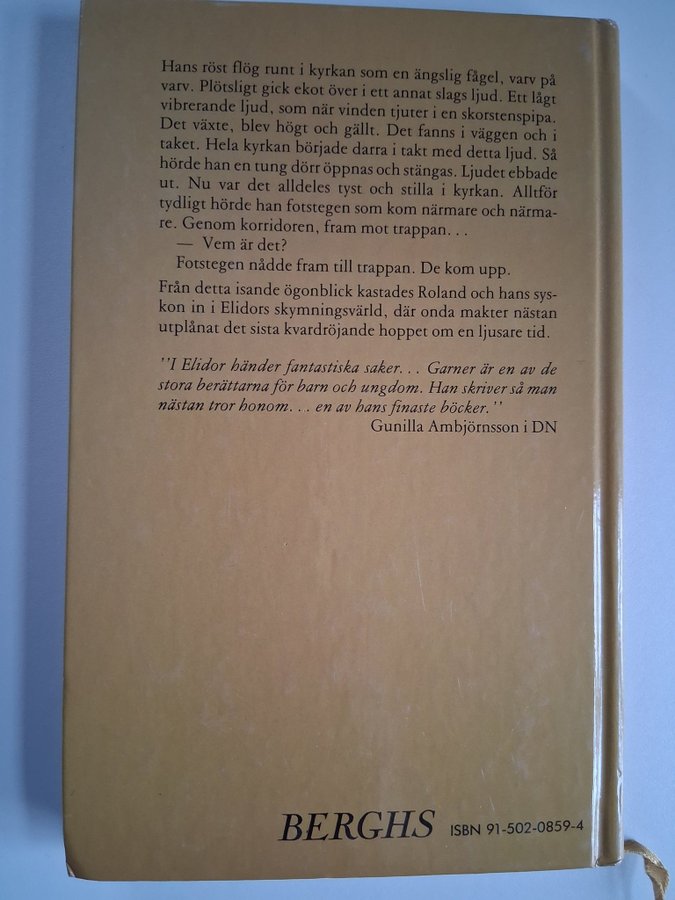 Hans röst flög runt i kyrkan som en ängslig fågel, varv på
varv. Plötsligt gick ekot över i ett annat slags ljud. Ett lågt
vibrerande ljud, som när vinden tjuter i en skorstenspipa.
Det växte, blev högt och gällt. Det fanns i väggen och i
taket. Hela kyrkan började darra i takt med detta ljud. Så
hörde han en tung dörr öppnas och stängas. Ljudet ebbade
ut. Nu var det alldeles tyst och stilla i kyrkan. Alltför
tydligt hörde han fotstegen som kom närmare och närma-
re. Genom korridoren, fram mot trappan. . .
— Vem är det?
Fotstegen nådde fram till trappan. De kom upp.
Från detta isande ögonblick kastades Roland och hans sys-
kon in i Elidors skymningsvärld, där onda makter nästan
utplånat det sista kvardröjande hoppet om en ljusare tid.
''I Elidor händer fantastiska saker. . . Garner är en av de
stora berättarna för barn och ungdom. Han skriver så man
nästan tror honom. . . en av hans finaste böcker.''
Gunilla Ambjörnsson i DN
BERGHS ISBN 91-502-0859-4